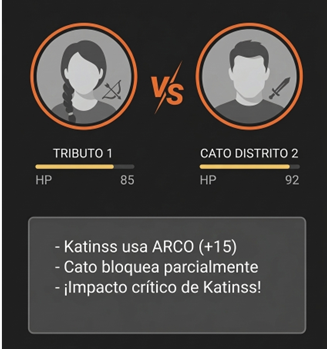 VS
TRIBUTO 1
CATO DISTRITO 2
HP 85
HP 92
- Katinss usa ARCO (+15)
- Cato bloquea parcialmente
- ¡Impacto crítico de Katinss!